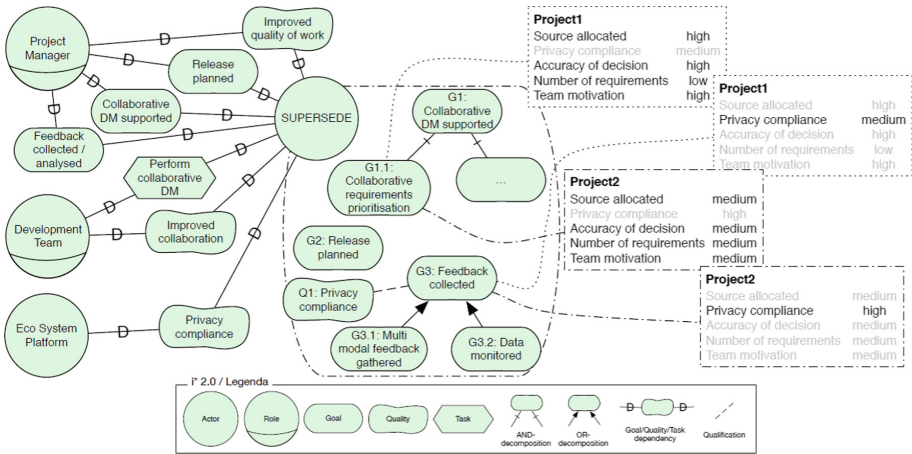 Project
Manager
Improved
quality of work
Release
planned
Collaborative
DM supported
Feedback
collected /
analysed
SUPERSEDE
Perform
collaborative
DM
Development
Team
Improved
collaboration
Eco System
Platform
Privacy
compliance
D
D
D
D
D
D
D
D
D
D
D
D
D
D
G1:
Collaborative
DM supported
G1.1:
Collaborative
requirements
prioritisation
...
G2: Release
planned
G3: Feedback
collected
Q1: Privacy
compliance
G3.1: Multi
modal feedback
gathered
G3.2: Data
monitored
Project1
Source allocated high
Privacy compliance medium
Accuracy of decision high
Number of requirements low
Team motivation high
Project1
Source allocated high
Privacy compliance medium
Accuracy of decision high
Number of requirements low
Team motivation high
Project2
Source allocated medium
Privacy compliance high
Accuracy of decision medium
Number of requirements medium
Team motivation medium
Project2
Source allocated medium
Privacy compliance high
Accuracy of decision medium
Number of requirements medium
Team motivation medium
i* 2.0 / Legenda
Actor
Role
Goal
Quality
Task
AND-
decomposition
OR-
decomposition
D D
Goal/Quality/Task
dependency
Qualification